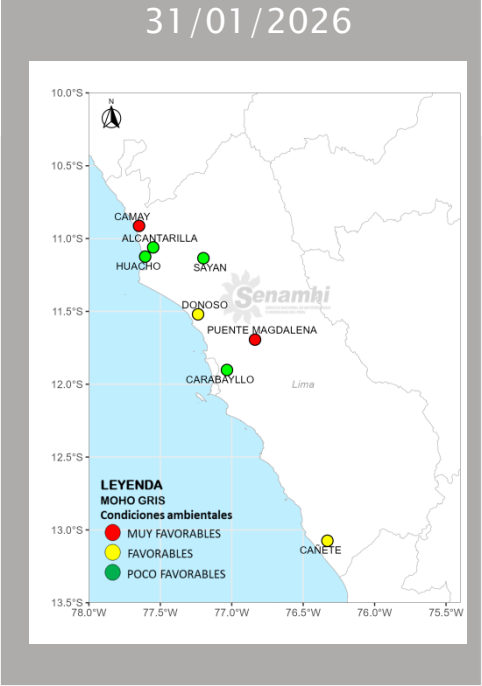 31/01/2026
10.0°S
N
10.5°S
CAMAY
ALCANTARILLA
11.0°S
HUACHO
SAYAN
Senamhi
11.5°S
DONOSO
PUENTE MAGDALENA
CARABAYLLO
12.0°S
Lima
12.5°S
LEYENDA
MOHO GRIS
Condiciones ambientales
13.0°S
MUY FAVORABLES
CAÑETE
FAVORABLES
POCO FAVORABLES
13.5°S
78.0°W 77.5°W 77.0°W 76.5°W 76.0°W 75.5°W